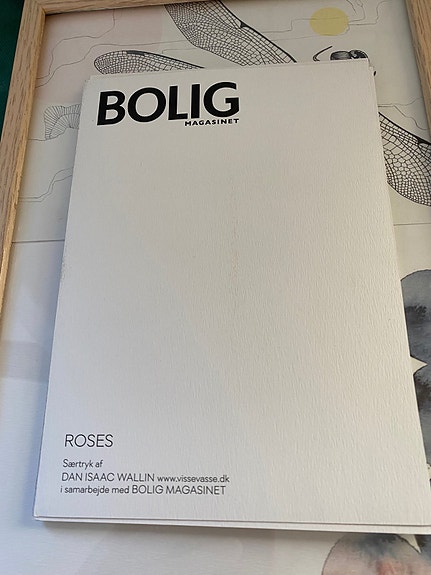 BOLIG
MAGASINET
ROSES
Særtryk af
DAN ISAAC WALLIN www.vissevasse.dk
i samarbejde med BOLIG MAGASINET